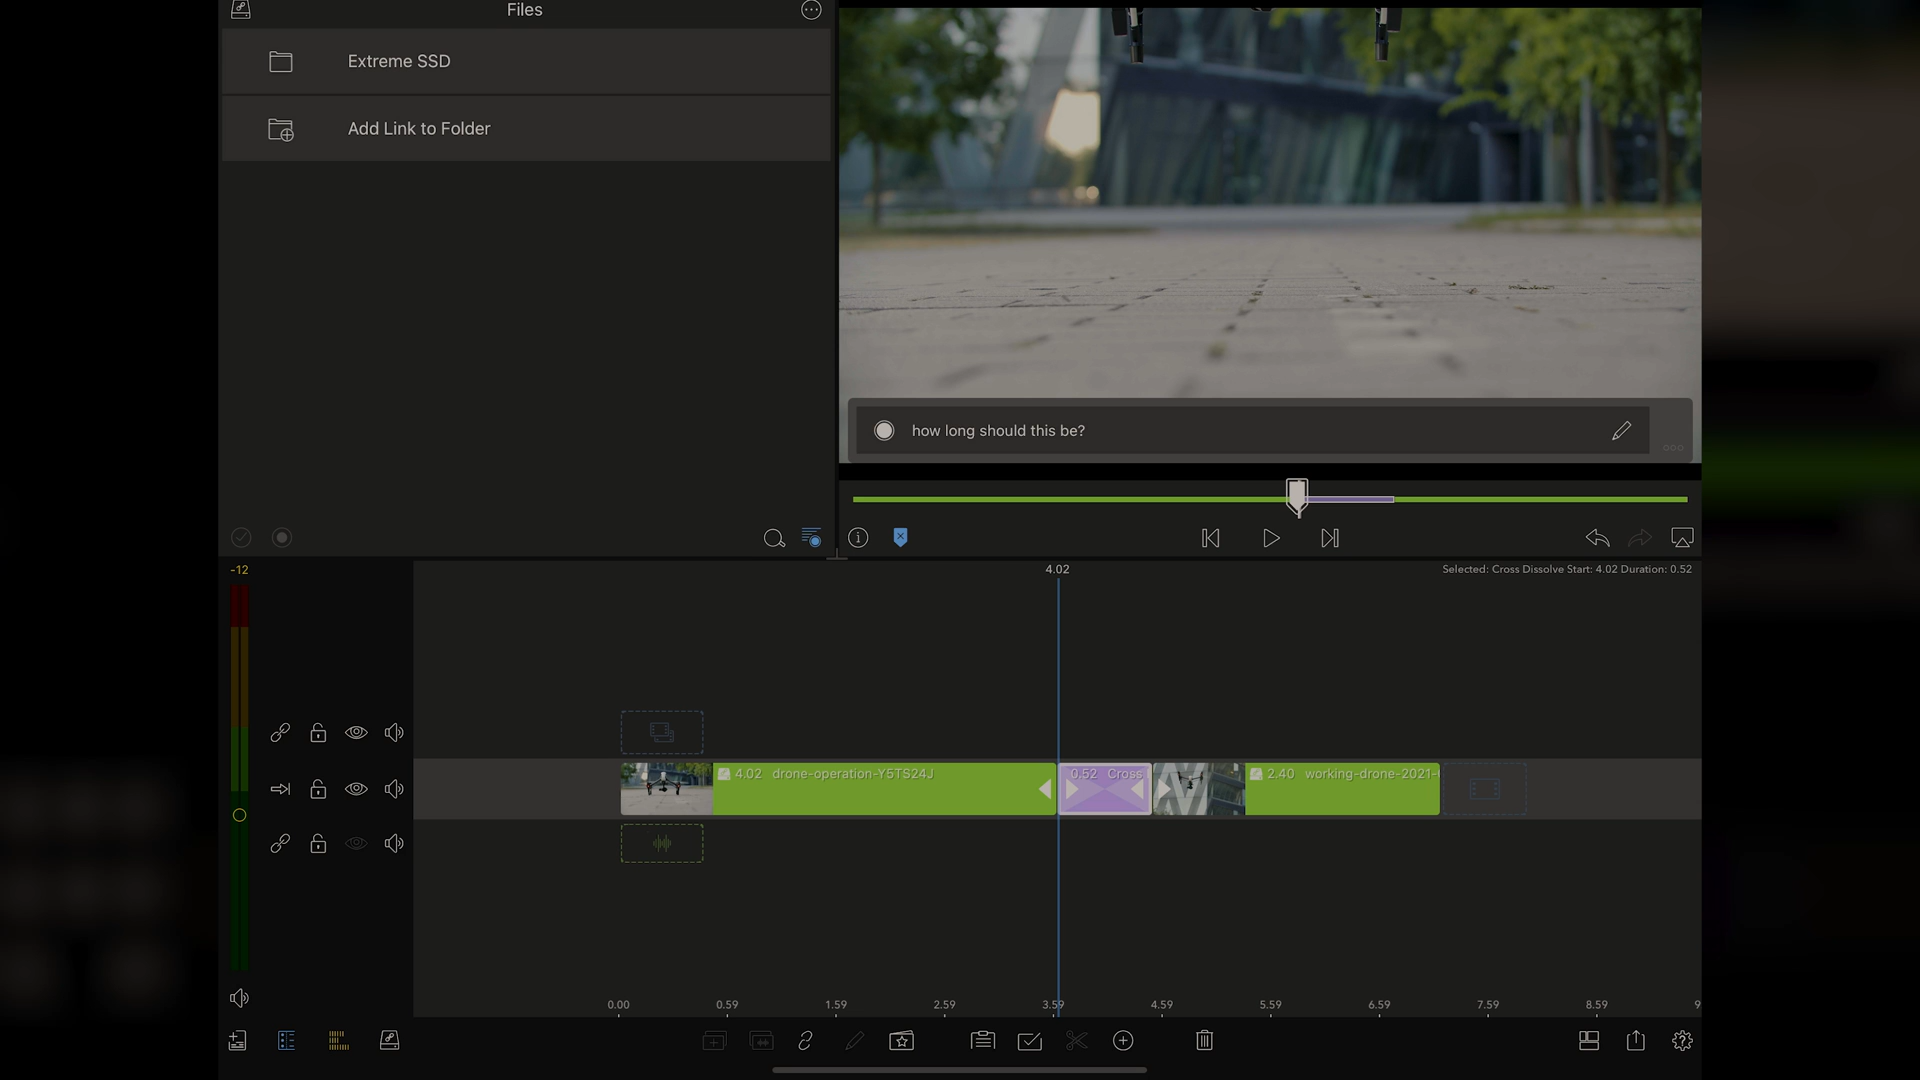 Files
Extreme SSD
Add Link to Folder
how long should this be?
-12
4.02
Selected: Cross Dissolve Start: 4.02 Duration: 0.52
4.02 drone-operation-Y5TS24J
0.52 Cross
2.40 working-drone-2021-
0.00 0.59 1.59 2.59 3.59 4.59 5.59 6.59 7.59 8.59 9